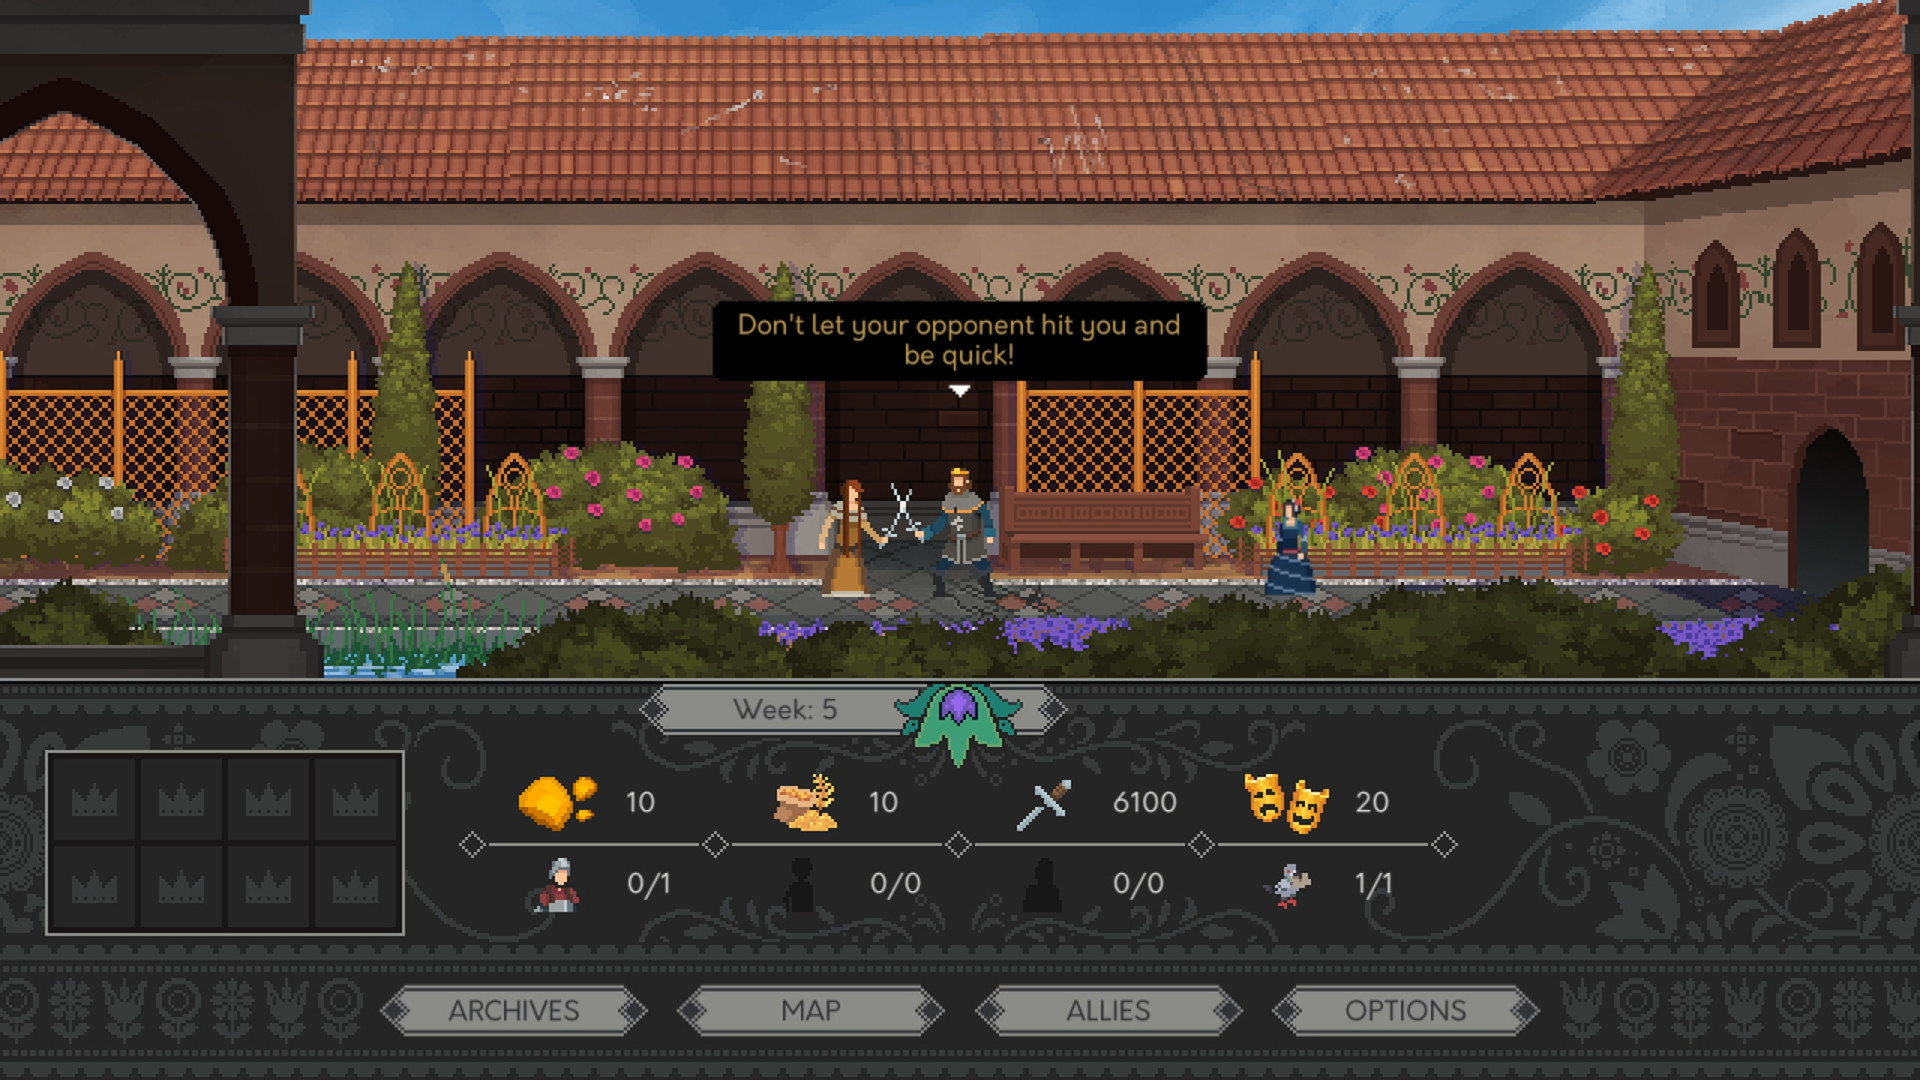 Don't let your opponent hit you and
be quick!
Week: 5
10
10
6100
20
0/1
0/0
0/0
1/1
ARCHIVES
MAP
ALLIES
OPTIONS